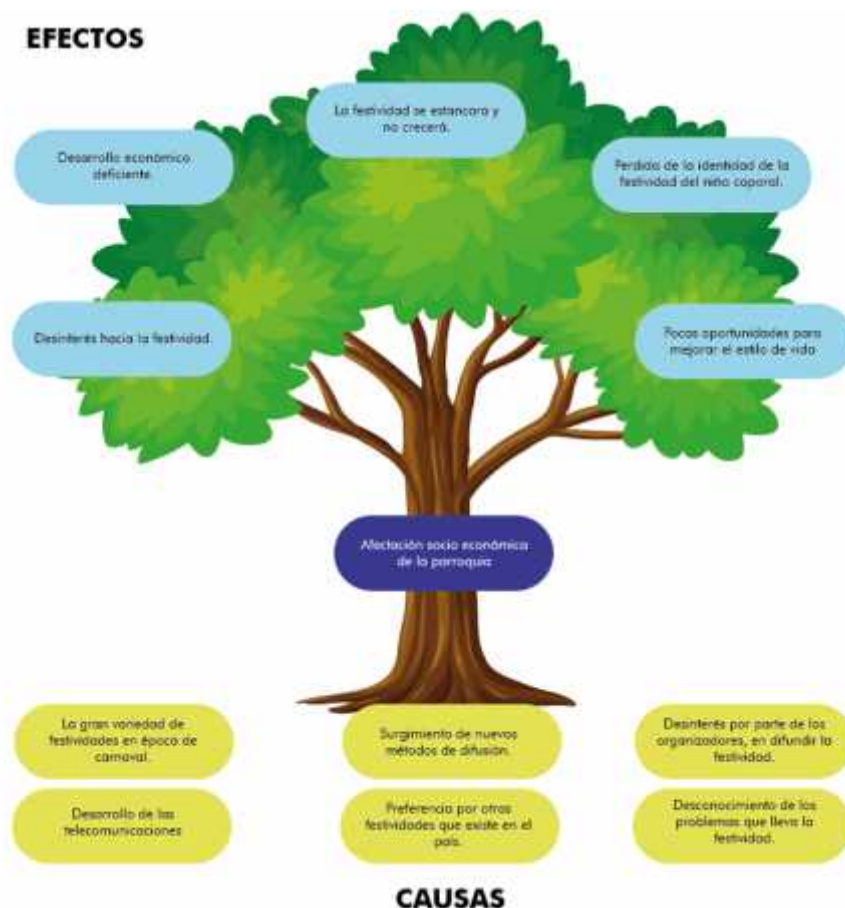 EFECTOS
La festividad se estancara y
no crecerá.
Desarrollo económico
deficiente.
Perdida de la identidad de la
festividad del niño caporal.
Desinterés hacia la festividad.
Pocas oportunidades para
mejorar el estilo de vida
Afectación socio económica
de la parroquia
La gran variedad de
festividades en época de
carnaval.
Surgimiento de nuevos
métodos de difusión.
Desinterés por parte de los
organizadores, en difundir la
festividad.
Desarrollo de las
telecomunicaciones
Preferencia por otras
festividades que existe en el
país.
Desconocimiento de los
problemas que lleva la
festividad.
CAUSAS